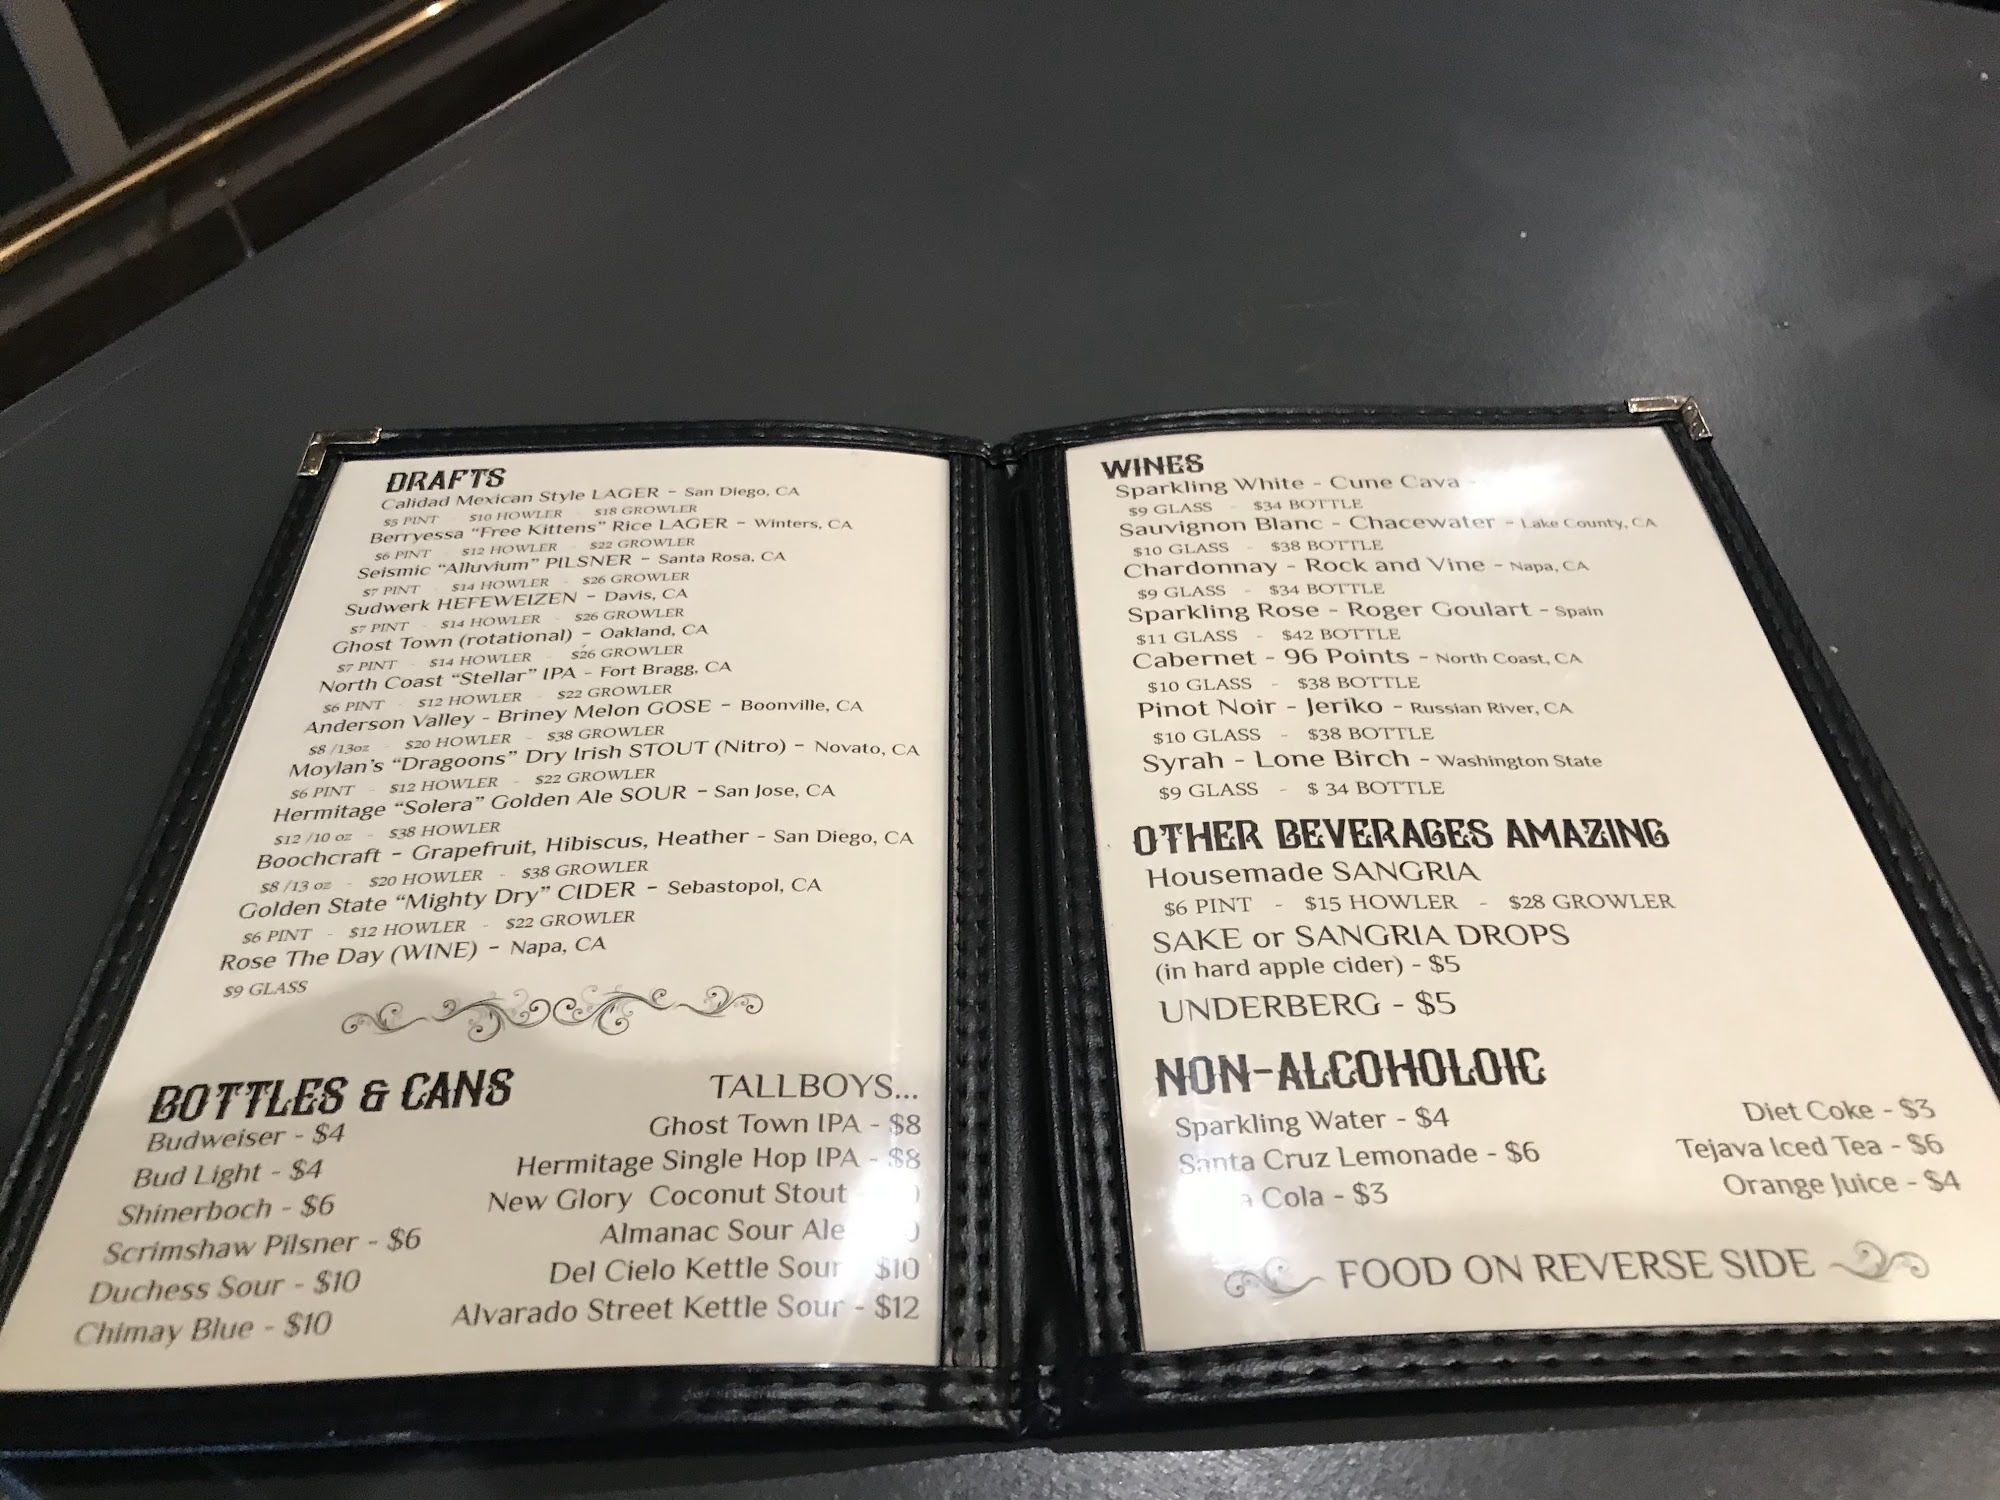 DRAFTS
Calidad Mexican Style LAGER – San Diego, CA
$5 PINT - $10 HOWLER - $18 GROWLER
Berryessa “Free Kittens” Rice LAGER – Winters, CA
$6 PINT - $12 HOWLER - $22 GROWLER
Seismic “Alluvium” PILSNER – Santa Rosa, CA
$7 PINT - $14 HOWLER - $26 GROWLER
Sudwerk HEFEWEIZEN – Davis, CA
$7 PINT - $14 HOWLER - $26 GROWLER
Ghost Town (rotational) – Oakland, CA
$7 PINT - $14 HOWLER - $26 GROWLER
North Coast “Stellar” IPA – Fort Bragg, CA
$6 PINT - $12 HOWLER - $22 GROWLER
Anderson Valley - Briney Melon GOSE – Boonville, CA
$8 /13oz - $20 HOWLER - $38 GROWLER
Moylan's “Dragoons” Dry Irish STOUT (Nitro) – Novato, CA
$6 PINT - $12 HOWLER - $22 GROWLER
Hermitage “Solera” Golden Ale SOUR – San Jose, CA
$12 /10 oz - $38 HOWLER
Boochcraft – Grapefruit, Hibiscus, Heather – San Diego, CA
$8 /13 oz - $20 HOWLER - $38 GROWLER
Golden State “Mighty Dry” CIDER – Sebastopol, CA
$6 PINT - $12 HOWLER - $22 GROWLER
Rose The Day (WINE) – Napa, CA
$9 GLASS
BOTTLES & CANS
Budweiser - $4
Bud Light - $4
Shinerboch - $6
Scrimshaw Pilsner - $6
Duchess Sour - $10
Chimay Blue - $10
TALLBOYS...
Ghost Town IPA - $8
Hermitage Single Hop IPA - $8
New Glory Coconut Stout
Almanac Sour Ale
Del Cielo Kettle Sour $10
Alvarado Street Kettle Sour - $12
WINES
Sparkling White - Cune Cava -
$9 GLASS - $34 BOTTLE
Sauvignon Blanc - Chacewater - Lake County, CA
$10 GLASS - $38 BOTTLE
Chardonnay - Rock and Vine - Napa, CA
$9 GLASS - $34 BOTTLE
Sparkling Rose - Roger Goulart - Spain
$11 GLASS - $42 BOTTLE
Cabernet - 96 Points - North Coast, CA
$10 GLASS - $38 BOTTLE
Pinot Noir - Jeriko - Russian River, CA
$10 GLASS - $38 BOTTLE
Syrah - Lone Birch - Washington State
$9 GLASS - $ 34 BOTTLE
OTHER BEVERAGES AMAZING
Housemade SANGRIA
$6 PINT - $15 HOWLER - $28 GROWLER
SAKE or SANGRIA DROPS
(in hard apple cider) - $5
UNDERBERG - $5
NON-ALCOHOLOIC
Sparkling Water - $4
Santa Cruz Lemonade - $6
Cola - $3
Diet Coke - $3
Tejava Iced Tea - $6
Orange Juice - $4
FOOD ON REVERSE SIDE